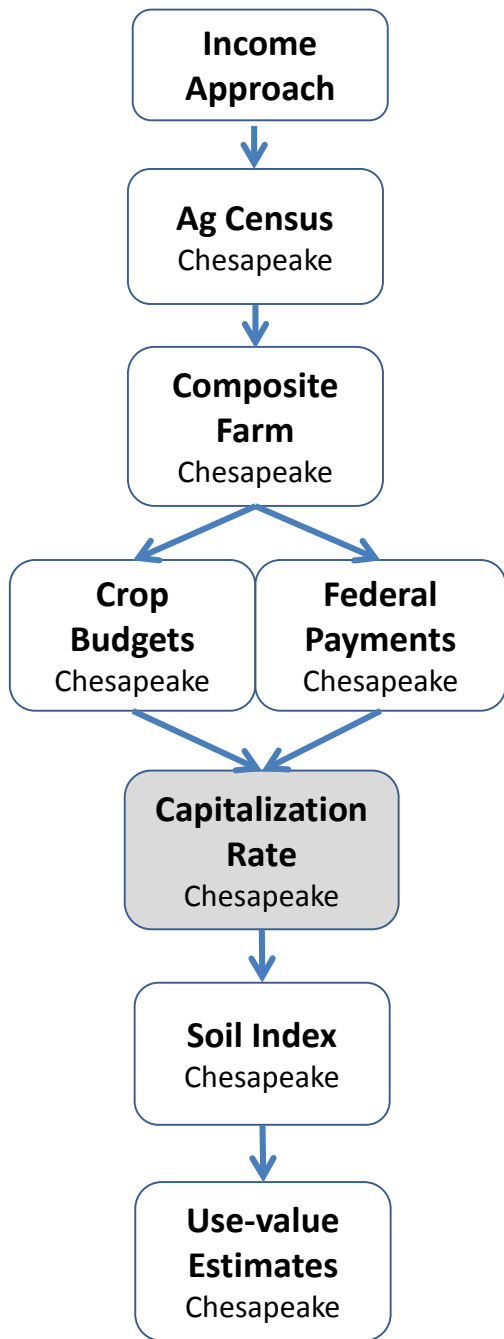 Income
Approach
Ag Census
Chesapeake
Composite
Farm
Chesapeake
Crop
Budgets
Chesapeake
Federal
Payments
Chesapeake
Capitalization
Rate
Chesapeake
Soil Index
Chesapeake
Use-value
Estimates
Chesapeake